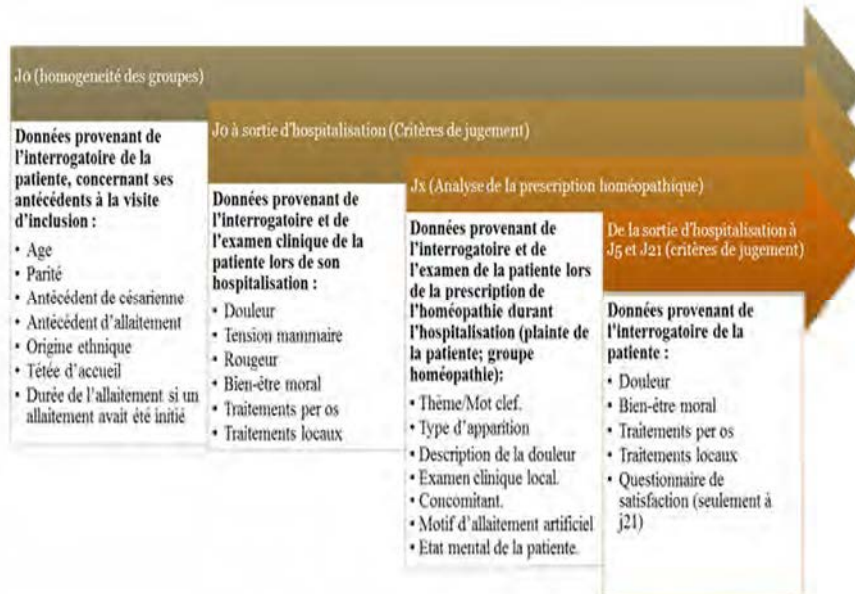 J0 (homogeneité des groupes)
Données provenant de
l'interrogatoire de la
patiente, concernant ses
antécédents à la visite
d'inclusion :
• Age
• Parité
• Antécédent de césarienne
• Antécédent d'allaitement
• Origine ethnique
• Tétée d'accueil
• Durée de l'allaitement si un
allaitement avait été initié
J0 à sortie d'hospitalisation (Critères de jugement)
Données provenant de
l'interrogatoire et de
l'examen clinique de la
patiente lors de son
hospitalisation :
• Douleur
• Tension mammaire
• Rougeur
• Bien-être moral
• Traitements per os
• Traitements locaux
Jx (Analyse de la prescription homéopathique)
Données provenant de
l'interrogatoire et de
l'examen de la patiente lors
de la prescription de
l'homéopathie durant
l'hospitalisation (plainte de
la patiente; groupe
homéopathie):
• Thème/Mot clef.
• Type d'apparition
• Description de la douleur
• Examen clinique local.
• Concomitant.
• Motif d'allaitement artificiel
• Etat mental de la patiente.
De la sortie d'hospitalisation à
J5 et J21 (critères de jugement)
Données provenant de
l'interrogatoire de la
patiente :
• Douleur
• Bien-être moral
• Traitements per os
• Traitements locaux
• Questionnaire de
satisfaction (seulement à
j21)